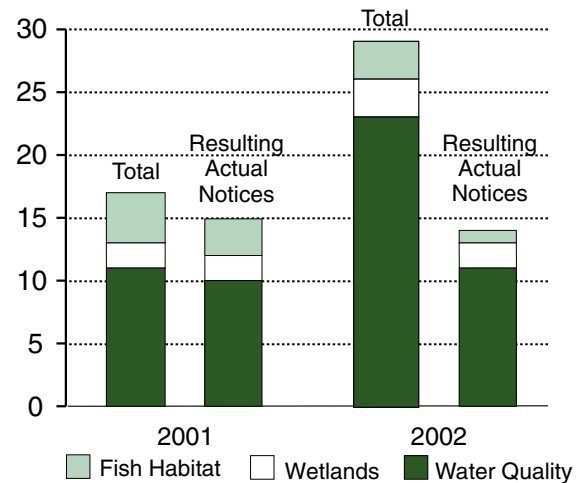 30
25
20
15
10
5
0
Total
Resulting
Actual
Notices
Total
Resulting
Actual
Notices
2001
2002
Fish Habitat
Wetlands
Water Quality